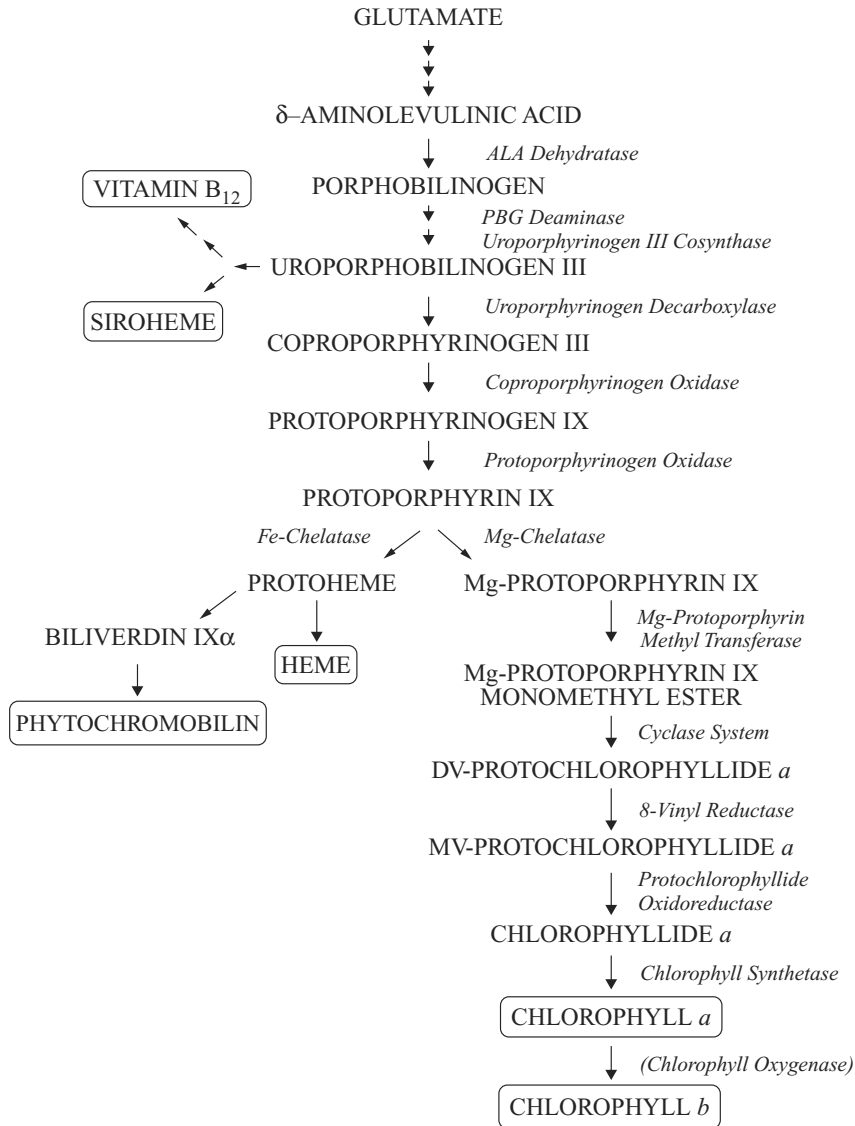 GLUTAMATE
δ–AMINOLEVULINIC ACID
ALA Dehydratase
PORPHOBILINOGEN
VITAMIN B12
PBG Deaminase
Uroporphyrinogen III Cosynthase
UROPORPHOBILINOGEN III
SIROHEME
Uroporphyrinogen Decarboxylase
COPROPORPHYRINOGEN III
Coproporphyrinogen Oxidase
PROTOPORPHYRINOGEN IX
Protoporphyrinogen Oxidase
PROTOPORPHYRIN IX
Fe-Chelatase
Mg-Chelatase
PROTOHEME
Mg-PROTOPORPHYRIN IX
Mg-Protoporphyrin
Methyl Transferase
BILIVERDIN IXα
HEME
Mg-PROTOPORPHYRIN IX
MONOMETHYL ESTER
PHYTOCHROMOBILIN
Cyclase System
DV-PROTOCHLOROPHYLLIDE a
8-Vinyl Reductase
MV-PROTOCHLOROPHYLLIDE a
Protochlorophyllide
Oxidoreductase
CHLOROPHYLLIDE a
Chlorophyll Synthetase
CHLOROPHYLL a
(Chlorophyll Oxygenase)
CHLOROPHYLL b